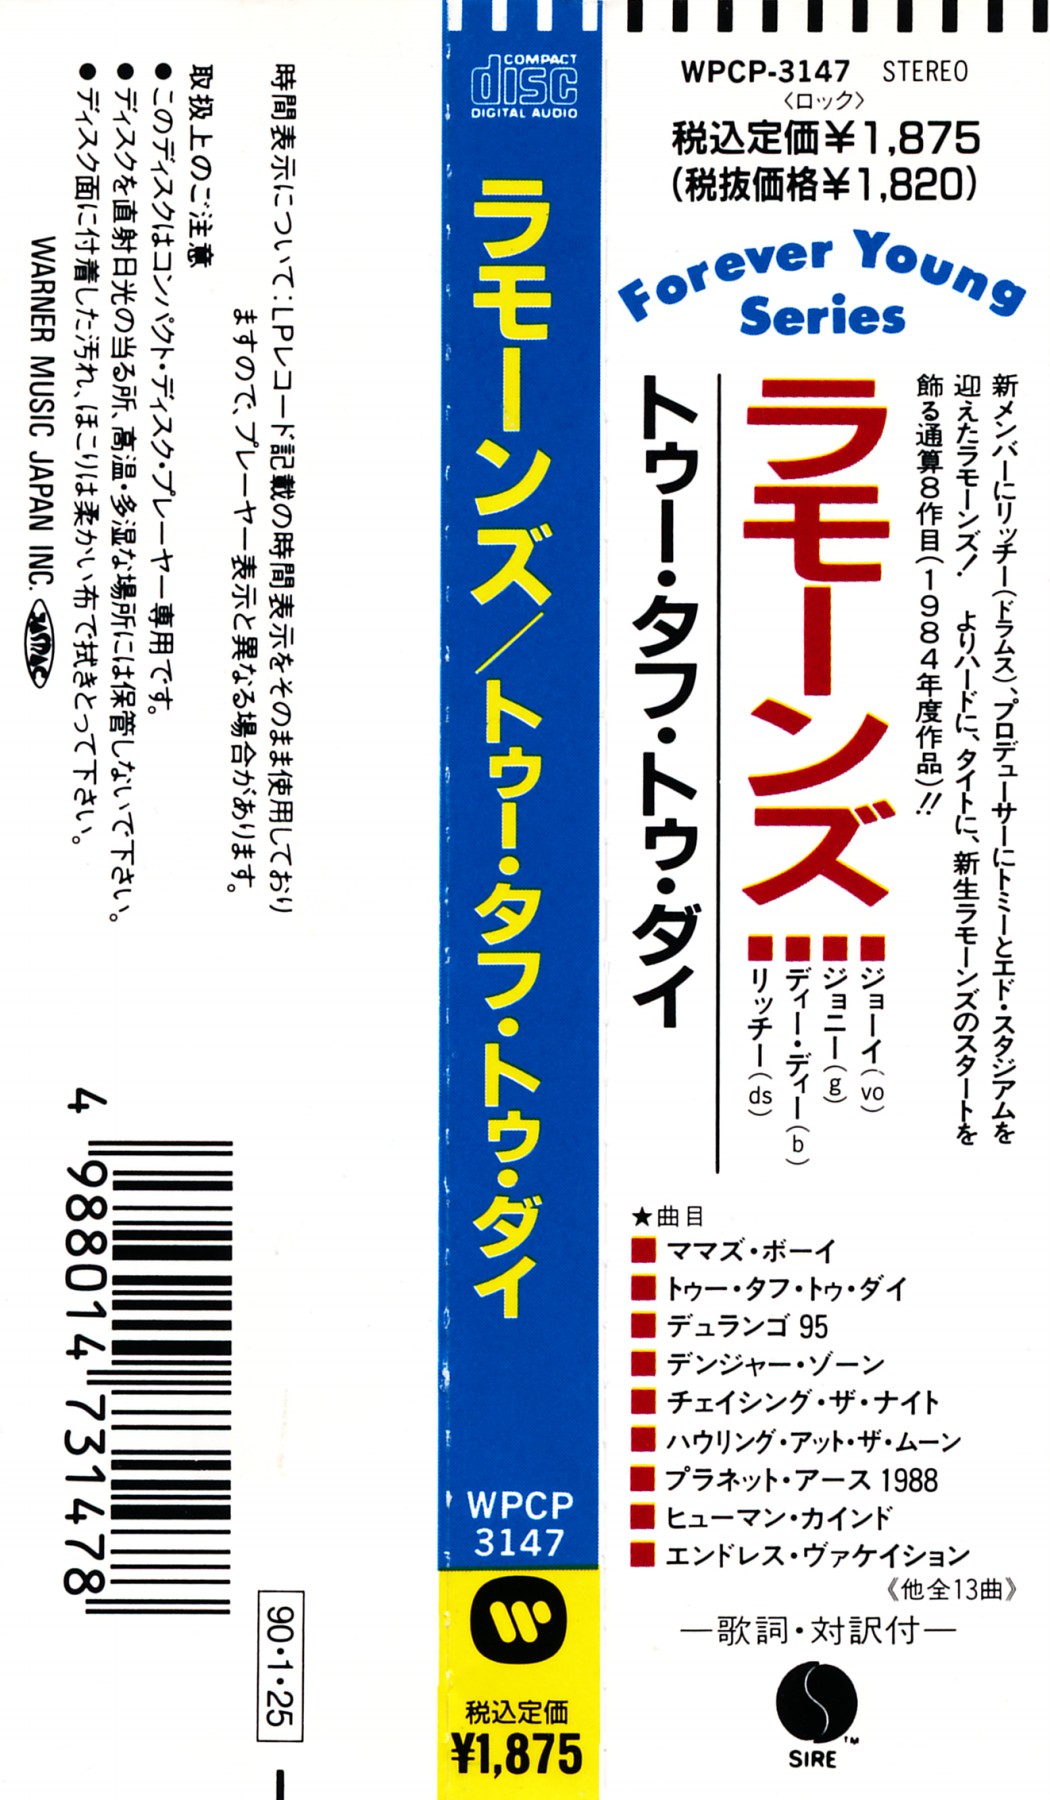 WPCP-3147 STEREO
〈ロック〉
税込定価¥1,875
(税抜価格¥1,820)
Forever Young
Series
新メンバーにリッチー(ドラムス)、プロデューサーにトミーとエド・スタジアムを
迎えたラモーンズ! よりハードに、タイトに、新生ラモーンズのスタートを
飾る通算8作目(1984年度作品)!!
ラモーンズ
■ジョーイ(vo)
■ジョニー(g)
■ディー・ディー(b)
■リッチー(ds)
トゥー・タフ・トゥ・ダイ
★曲目
■ママズ・ボーイ
■トゥー・タフ・トゥ・ダイ
■デュランゴ 95
■デンジャー・ゾーン
■チェイシング・ザ・ナイト
■ハウリング・アット・ザ・ムーン
■プラネット・アース 1988
■ヒューマン・カインド
■エンドレス・ヴァケイション
《他全13曲》
—歌詞・対訳付—
SIRE
TM
COMPACT
disc
DIGITAL AUDIO
ラモーンズ/トゥー・タフ・トゥ・ダイ
WPCP
3147
税込定価
¥1,875
時間表示について:LPレコード記載の時間表示をそのまま使用しており
ますので、プレーヤー表示と異なる場合があります。
取扱上のご注意
●このディスクはコンパクト・ディスク・プレーヤー専用です。
●ディスクを直射日光の当る所、高温・多湿な場所には保管しないで下さい。
●ディスク面に付着した汚れ、ほこりは柔かい布で拭きとって下さい。
WARNER MUSIC JAPAN INC.
JASRAC
4 988014 731478
90・1・25